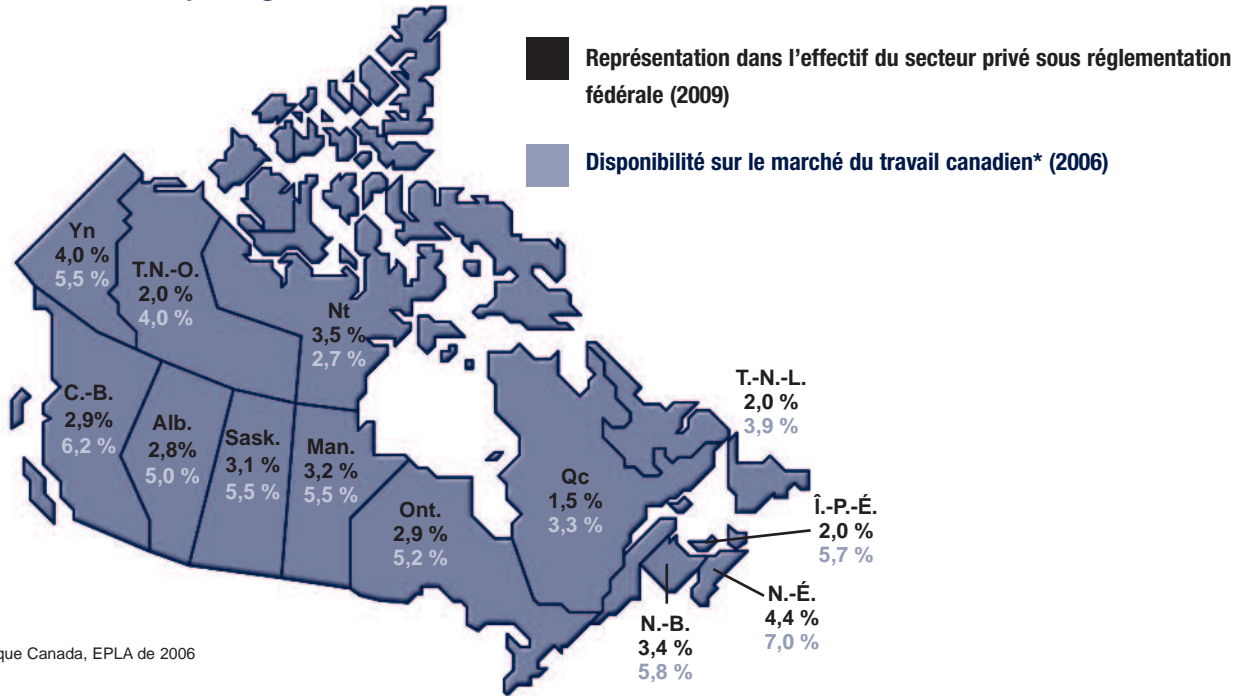 Représentation dans l'effectif du secteur privé sous réglementation
fédérale (2009)
Disponibilité sur le marché du travail canadien* (2006)
Yn
4,0 %
5,5 %
T.N.-O.
2,0 %
4,0 %
Nt
3,5 %
2,7 %
C.-B.
2,9%
6,2 %
Alb.
2,8%
5,0 %
Sask.
3,1 %
5,5 %
Man.
3,2 %
5,5 %
Ont.
2,9 %
5,2 %
Qc
1,5 %
3,3 %
T.-N.-L.
2,0 %
3,9 %
Î.-P.-É.
2,0 %
5,7 %
N.-É.
4,4 %
7,0 %
N.-B.
3,4 %
5,8 %
que Canada, EPLA de 2006